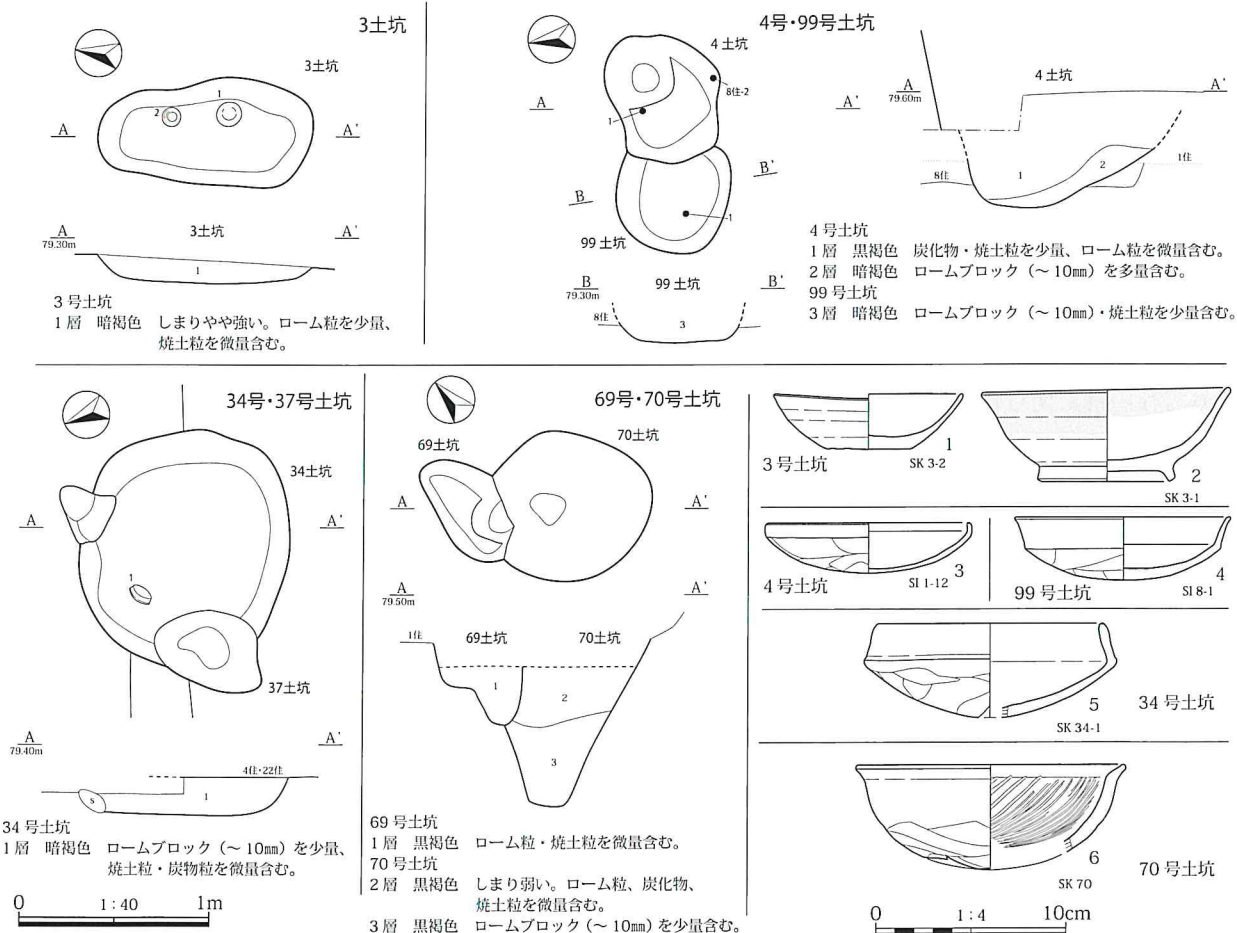 3土坑
3土坑
1
2
A
A'
A
79.30m
3土坑
A'
1
3号土坑
1層 暗褐色 しまりやや強い。ローム粒を少量、
焼土粒を微量含む。
4号・99号土坑
4土坑
8住-2
A
A'
1
B'
B
1
99土坑
B
79.30m
99土坑
B'
8住
3
A
79.60m
4土坑
A'
8住
1
2
1住
4号土坑
1層 黒褐色 炭化物・焼土粒を少量、ローム粒を微量含む。
2層 暗褐色 ロームブロック(～10㎜)を多量含む。
99号土坑
3層 暗褐色 ロームブロック(～10㎜)・焼土粒を少量含む。
34号・37号土坑
34土坑
A
A'
1
37土坑
A
79.40m
A'
4住・22住
S
1
34号土坑
1層 暗褐色 ロームブロック(～10㎜)を少量、
焼土粒・炭物粒を微量含む。
0 1:40 1m
69号・70号土坑
69土坑
70土坑
A
A'
A
79.50m
A'
1住
69土坑
70土坑
1
2
3
69号土坑
1層 黒褐色 ローム粒・焼土粒を微量含む。
70号土坑
2層 黒褐色 しまり弱い。ローム粒、炭化物、
焼土粒を微量含む。
3層 黒褐色 ロームブロック(～10㎜)を少量含む。
1
3号土坑
SK 3-2
2
SK 3-1
3
4号土坑
SI 1-12
4
99号土坑
SI 8-1
5
34号土坑
SK 34-1
6
70号土坑
SK 70
0 1:4 10cm